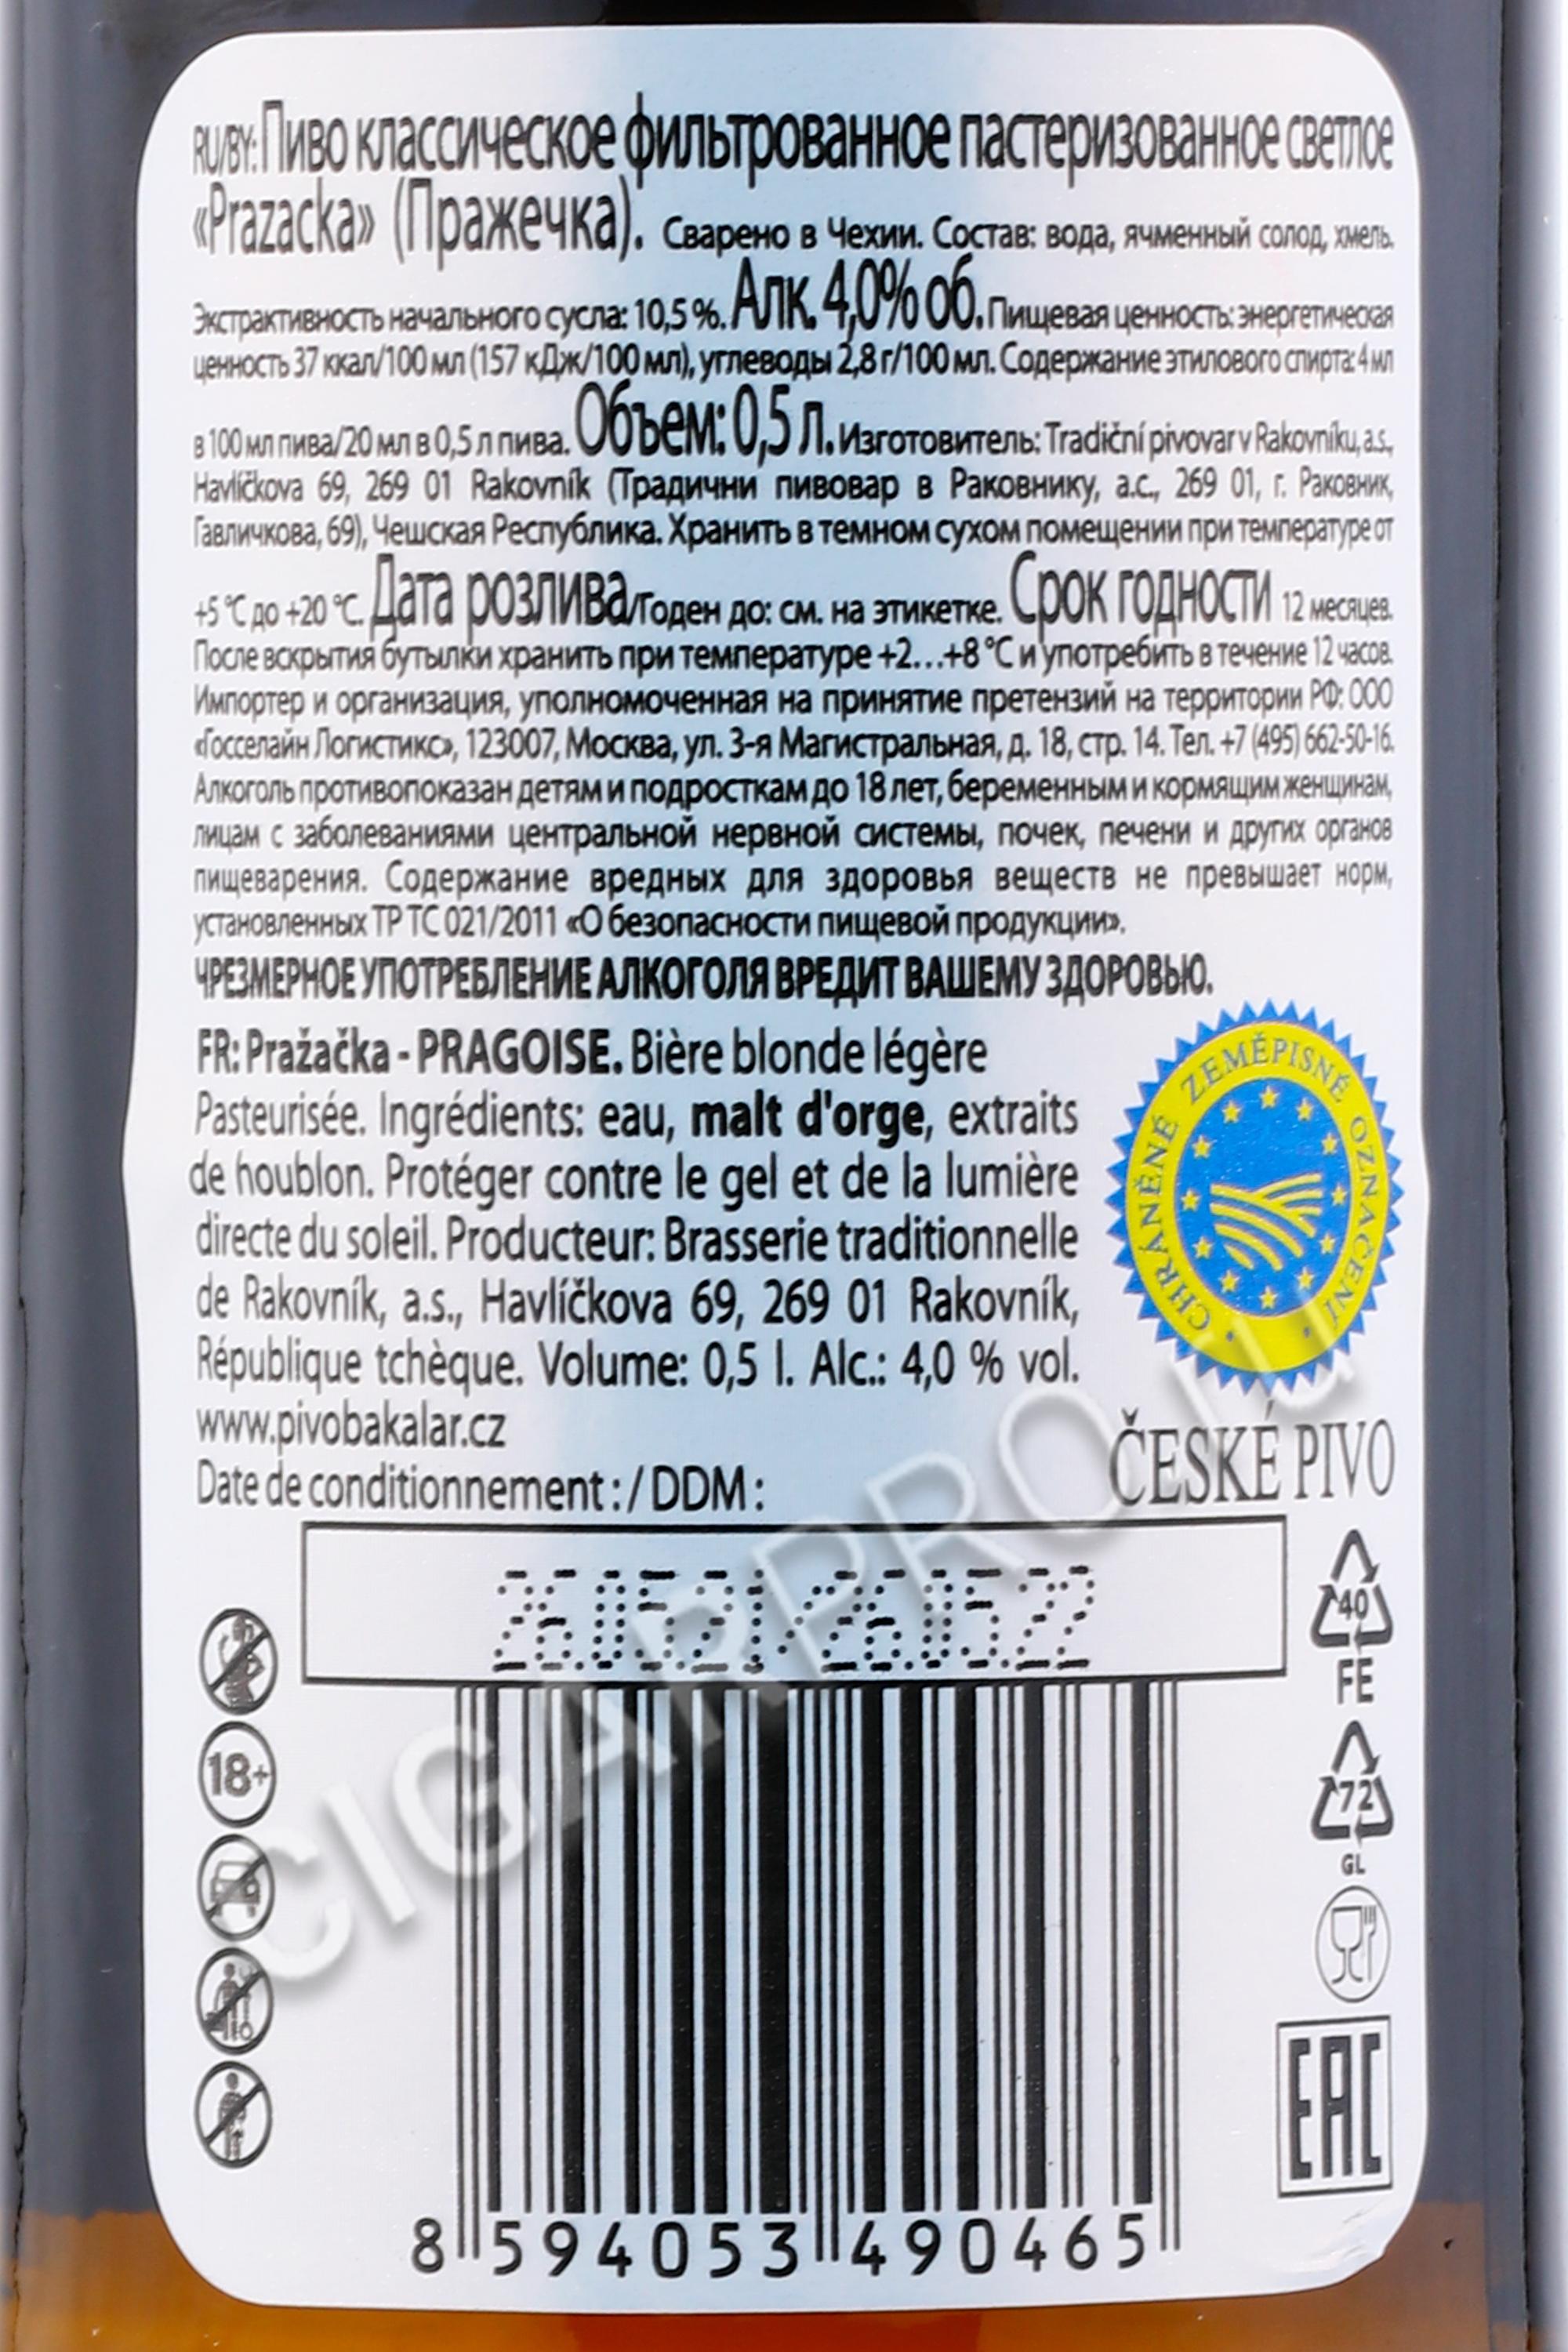 RU/BY: Пиво классическое фильтрованное пастеризованное светлое
«Prazacka» (Пражечка). Сварено в Чехии. Состав: вода, ячменный солод, хмель.
Экстрактивность начального сусла: 10,5 %. Алк. 4,0% об. Пищевая ценность: энергетическая
ценность 37 ккал/100 мл (157 кДж/100 мл), углеводы 2,8 г/100 мл. Содержание этилового спирта: 4 мл
в 100 мл пива/20 мл в 0,5 л пива. Объем: 0,5 л. Изготовитель: Tradiční pivovar v Rakovníku, a.s.,
Havlíčkova 69, 269 01 Rakovník (Традични пивовар в Раковнику, а.с., 269 01, г. Раковник,
Гавличкова, 69), Чешская Республика. Хранить в темном сухом помещении при температуре от
+5 °C до +20 °C. Дата розлива/Годен до: см. на этикетке. Срок годности 12 месяцев.
После вскрытия бутылки хранить при температуре +2…+8 °C и употребить в течение 12 часов.
Импортер и организация, уполномоченная на принятие претензий на территории РФ: ООО
«Госселайн Логистикс», 123007, Москва, ул. 3-я Магистральная, д. 18, стр. 14. Тел. +7 (495) 662-50-16.
Алкоголь противопоказан детям и подросткам до 18 лет, беременным и кормящим женщинам,
лицам с заболеваниями центральной нервной системы, почек, печени и других органов
пищеварения. Содержание вредных для здоровья веществ не превышает норм,
установленных ТР ТС 021/2011 «О безопасности пищевой продукции».
ЧРЕЗМЕРНОЕ УПОТРЕБЛЕНИЕ АЛКОГОЛЯ ВРЕДИТ ВАШЕМУ ЗДОРОВЬЮ.
FR: Pražačka - PRAGOISE. Bière blonde légère
Pasteurisée. Ingrédients: eau, malt d'orge, extraits
de houblon. Protéger contre le gel et de la lumière
directe du soleil. Producteur: Brasserie traditionnelle
de Rakovník, a.s., Havlíčkova 69, 269 01 Rakovník,
République tchèque. Volume: 0,5 l. Alc.: 4,0 % vol.
www.pivobakalar.cz
Date de conditionnement : / DDM :
CHRÁNĚNÉ ZEMĚPISNÉ OZNAČENÍ
ČESKÉ PIVO
26.05.21/26.05.22
40
FE
72
GL
18+
EAC
8 594053 490465
CIGARPRO.ru